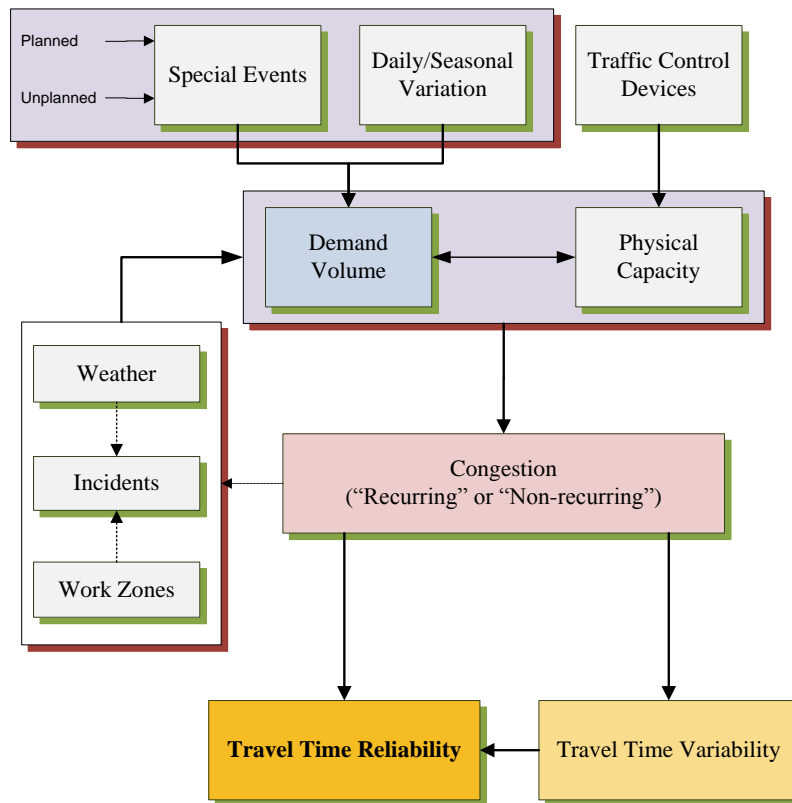 Planned
Unplanned
Special Events
Daily/Seasonal
Variation
Traffic Control
Devices
Demand
Volume
Physical
Capacity
Weather
Incidents
Work Zones
Congestion
(“Recurring” or “Non-recurring”)
Travel Time Reliability
Travel Time Variability